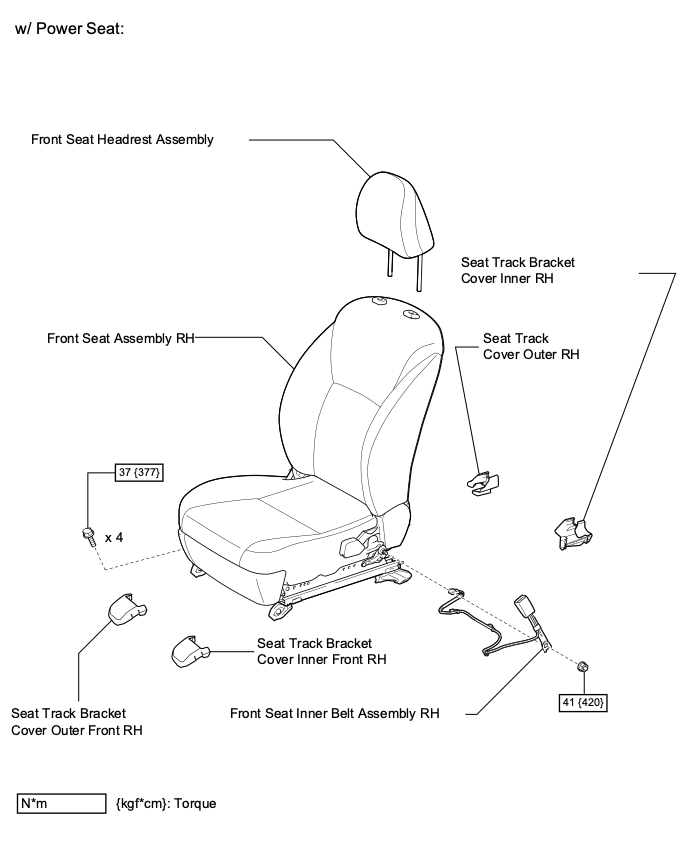 w/ Power Seat:
Front Seat Headrest Assembly
Seat Track Bracket
Cover Inner RH
Front Seat Assembly RH
Seat Track
Cover Outer RH
37 {377}
x 4
Seat Track Bracket
Cover Inner Front RH
Seat Track Bracket
Cover Outer Front RH
Front Seat Inner Belt Assembly RH
41 {420}
N*m {kgf*cm}: Torque